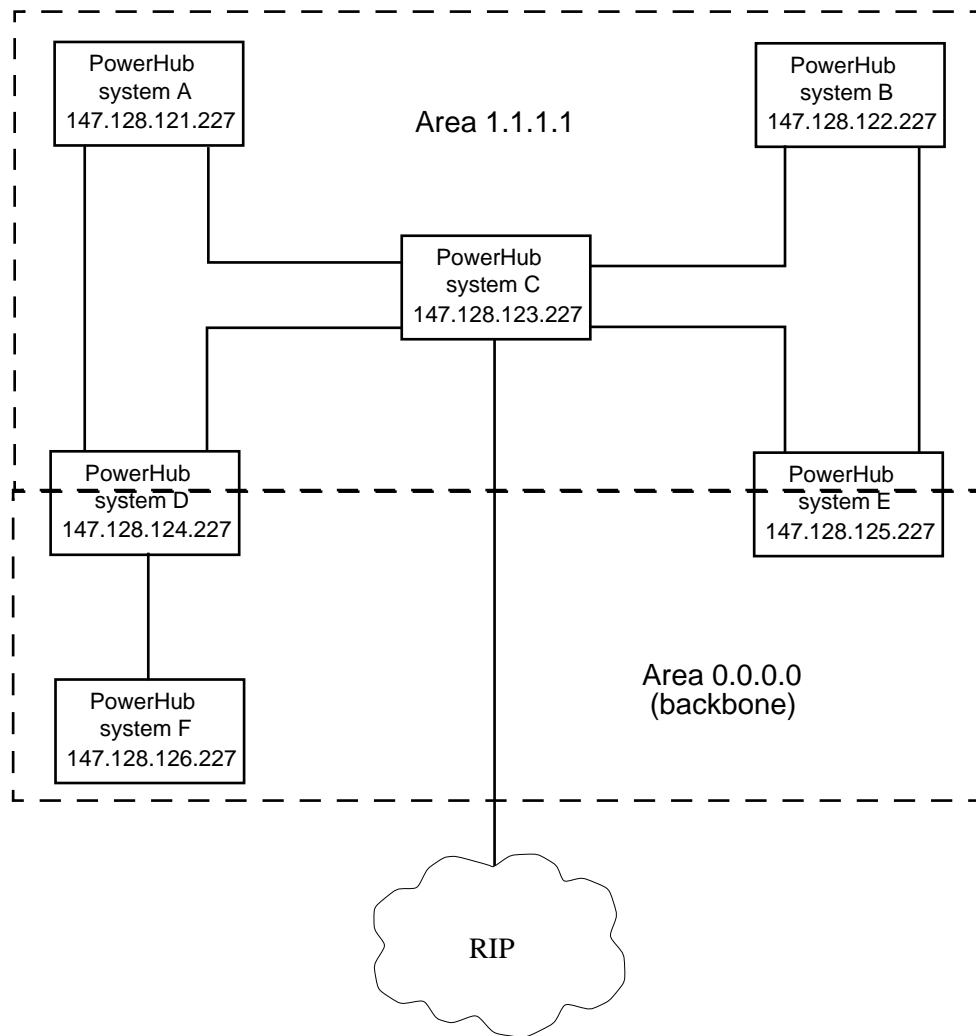 PowerHub
system A
147.128.121.227
PowerHub
system B
147.128.122.227
Area 1.1.1.1
PowerHub
system C
147.128.123.227
PowerHub
system D
147.128.124.227
PowerHub
system E
147.128.125.227
PowerHub
system F
147.128.126.227
Area 0.0.0.0
(backbone)
RIP